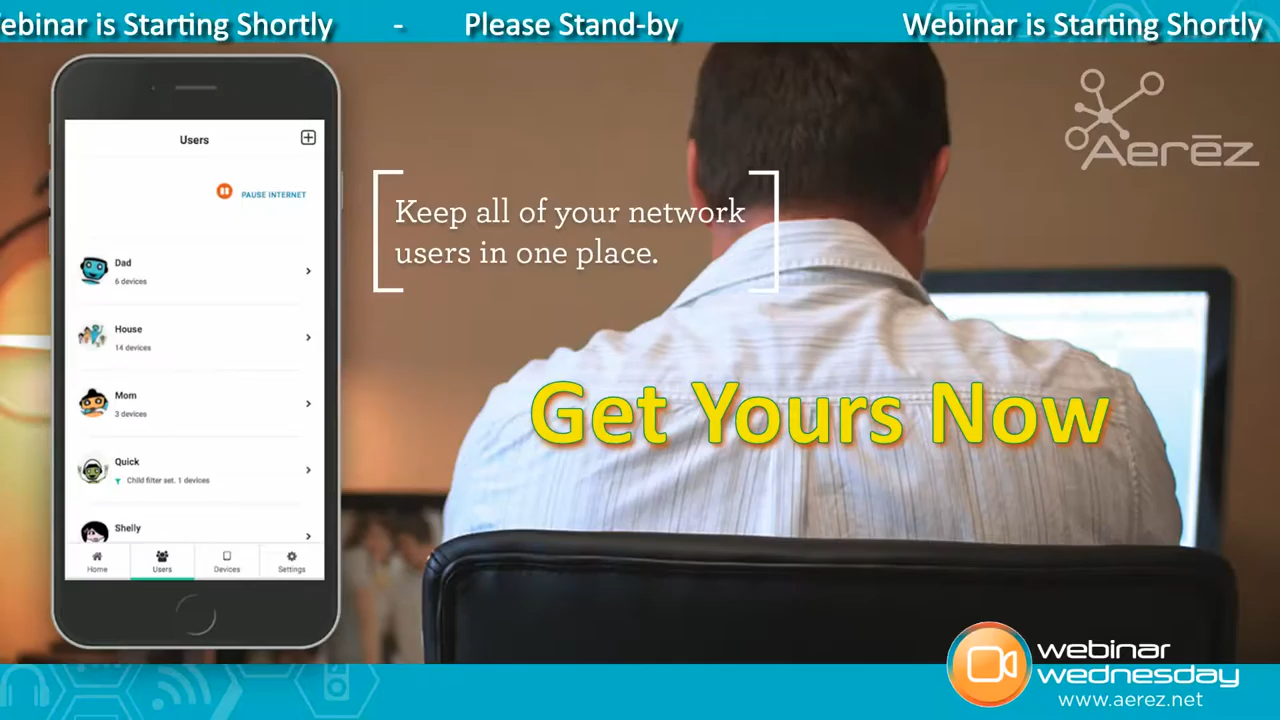 ebinar is Starting Shortly - Please Stand-by Webinar is Starting Shortly
Aerēz
Users
PAUSE INTERNET
Dad
6 devices
House
14 devices
Mom
3 devices
Quick
Child filter set. 1 devices
Shelly
Home Users Devices Settings
Keep all of your network
users in one place.
Get Yours Now
webinar
wednesday
www.aerez.net